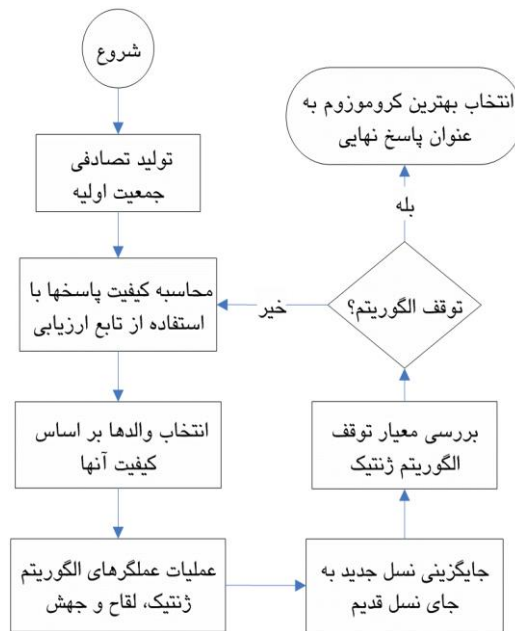 شروع
تولید تصادفی
جمعیت اولیه
محاسبه کیفیت پاسخها با
استفاده از تابع ارزیابی
انتخاب والدها بر اساس
کیفیت آنها
عملیات عملگرهای الگوریتم
ژنتیک، لقاح و جهش
جایگزینی نسل جدید به
جای نسل قدیم
بررسی معیار توقف
الگوریتم ژنتیک
توقف الگوریتم؟
خیر
بله
انتخاب بهترین کروموزوم به
عنوان پاسخ نهایی